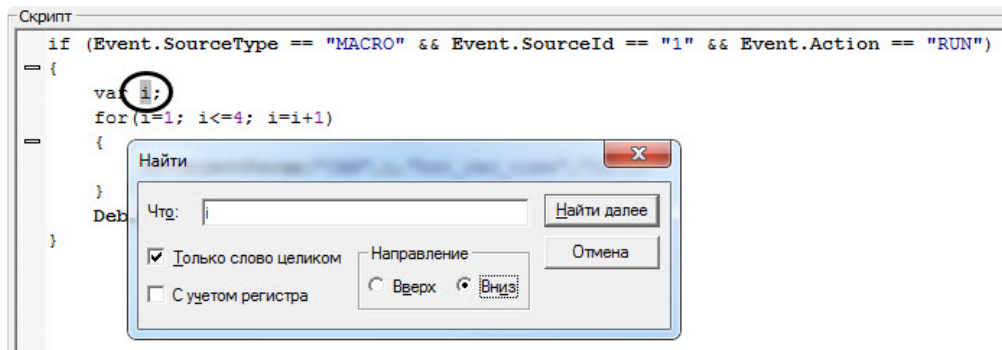 Скрипт
if (Event.SourceType == "MACRO" && Event.SourceId == "1" && Event.Action == "RUN")
{
var i;
for(i=1; i<=4; i=i+1)
{
Найти
Что: i
Найти далее
Только слово целиком
Направление
Отмена
С учетом регистра
Вверх
Вниз
}
Deb
}